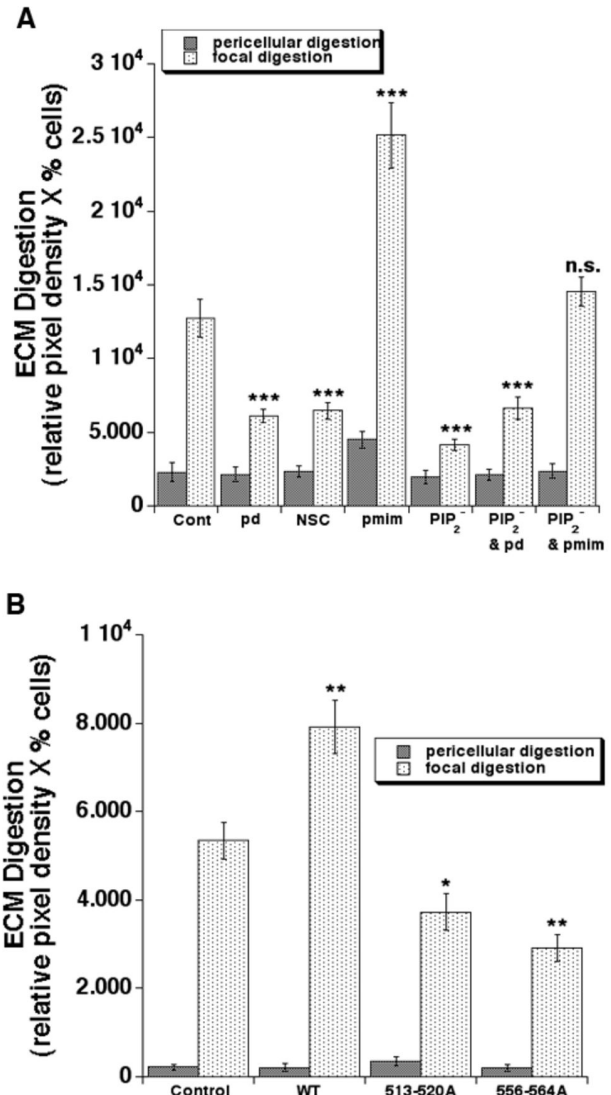 A
pericellular digestion
focal digestion
ECM Digestion
(relative pixel density X % cells)
3 10⁴
2.5 10⁴
2 10⁴
1.5 10⁴
1 10⁴
5.000
0
***
***
***
***
***
n.s.
Cont pd NSC pmim PIP₂⁻ PIP₂⁻ PIP₂⁻
& pd & pmim
B
ECM Digestion
(relative pixel density X % cells)
1 10⁴
8.000
6.000
4.000
2.000
0
pericellular digestion
focal digestion
**
*
**
Control WT 513-520A 556-564A